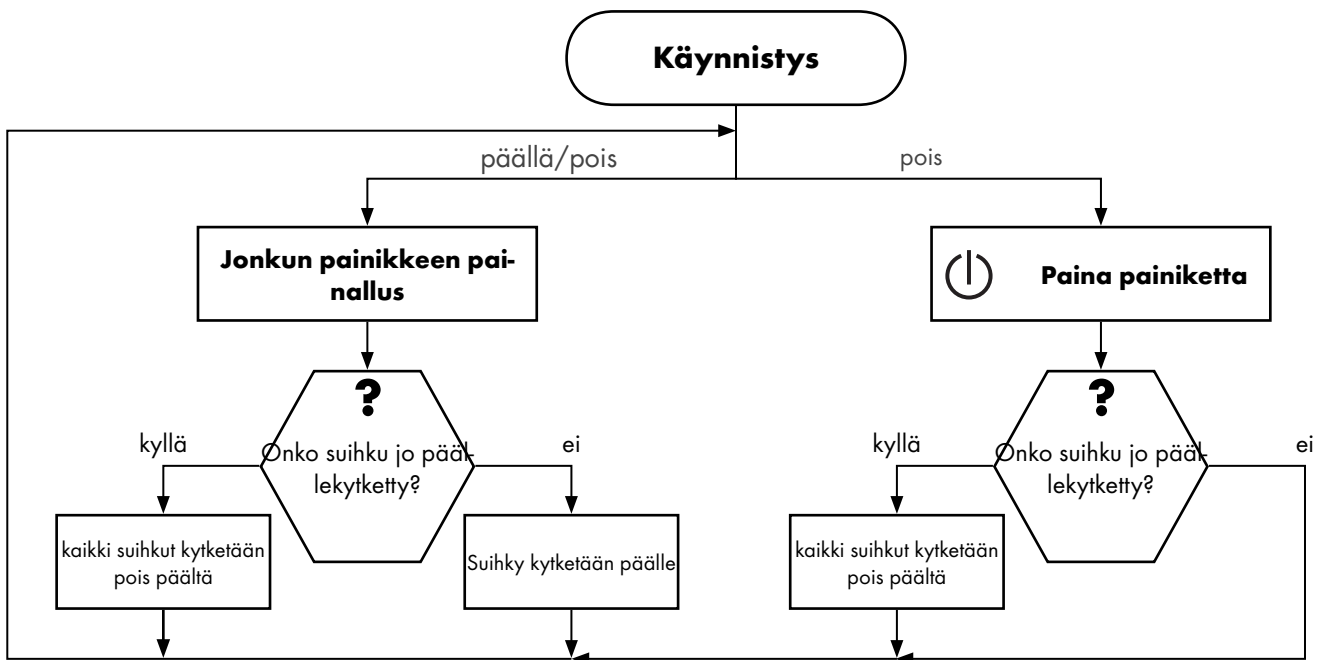 Käynnistys
päällä/pois
pois
Jonkun painikkeen pai-
nallus
Paina painiketta
?
Onko suihku jo pääl-
lekytketty?
kyllä
ei
?
Onko suihku jo pääl-
lekytketty?
kyllä
ei
kaikki suihkut kytketään
pois päältä
Suihky kytketään päälle
kaikki suihkut kytketään
pois päältä